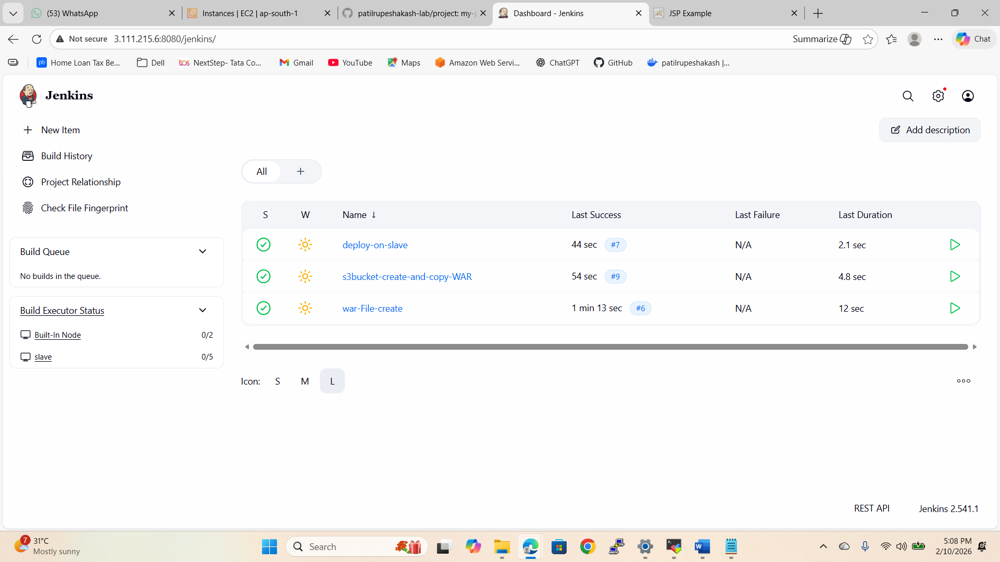 (53) WhatsApp
Instances | EC2 | ap-south-1
patilrupeshakash-lab/project: my-p
Dashboard - Jenkins
JSP Example
Not secure 3.111.215.6:8080/jenkins/
Summarize
Chat
Home Loan Tax Be...
Dell
tcs NextStep- Tata Co...
Gmail
YouTube
Maps
Amazon Web Servi...
ChatGPT
GitHub
patilrupeshakash |...
Jenkins
New Item
Add description
Build History
Project Relationship
Check File Fingerprint
All +
S W Name ↓ Last Success Last Failure Last Duration
deploy-on-slave 44 sec #7 N/A 2.1 sec
s3bucket-create-and-copy-WAR 54 sec #9 N/A 4.8 sec
war-File-create 1 min 13 sec #6 N/A 12 sec
Build Queue
No builds in the queue.
Build Executor Status
Built-In Node 0/2
slave 0/5
Icon: S M L
REST API Jenkins 2.541.1
7
31°C
Mostly sunny
Search
5:08 PM
2/10/2026